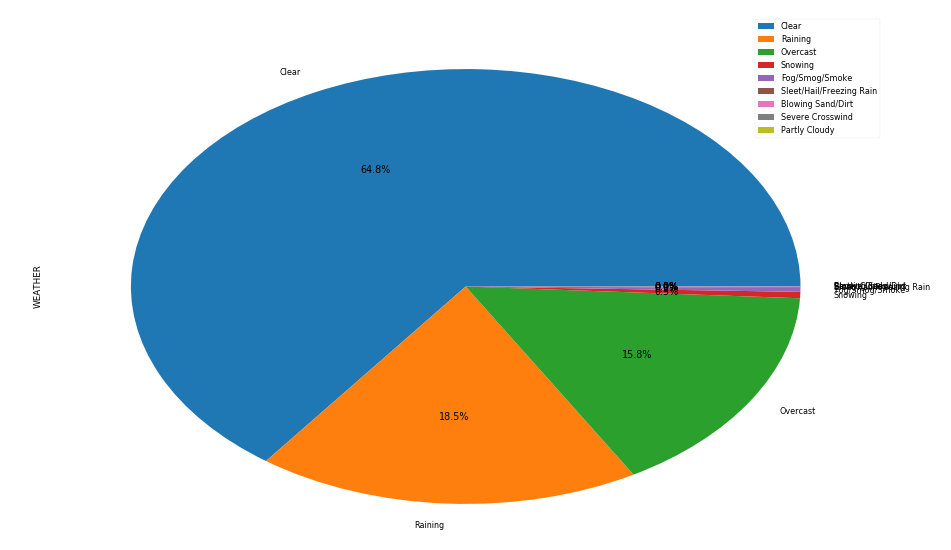 Clear
Raining
Overcast
Snowing
Fog/Smog/Smoke
Sleet/Hail/Freezing Rain
Blowing Sand/Dirt
Severe Crosswind
Partly Cloudy
Clear
64.8%
WEATHER
Snowing
15.8%
18.5%
Overcast
Raining